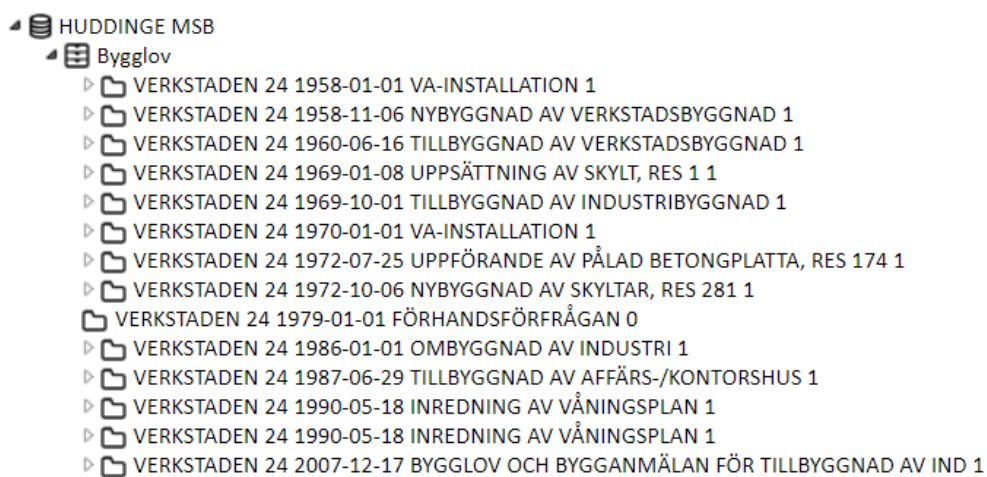 HUDDINGE MSB
Bygglov
VERKSTADEN 24 1958-01-01 VA-INSTALLATION 1
VERKSTADEN 24 1958-11-06 NYBYGGNAD AV VERKSTADSBYGGNAD 1
VERKSTADEN 24 1960-06-16 TILLBYGGNAD AV VERKSTADSBYGGNAD 1
VERKSTADEN 24 1969-01-08 UPPSÄTTNING AV SKYLT, RES 1 1
VERKSTADEN 24 1969-10-01 TILLBYGGNAD AV INDUSTRIBYGGNAD 1
VERKSTADEN 24 1970-01-01 VA-INSTALLATION 1
VERKSTADEN 24 1972-07-25 UPPFÖRANDE AV PÅLAD BETONGPLATTA, RES 174 1
VERKSTADEN 24 1972-10-06 NYBYGGNAD AV SKYLTAR, RES 281 1
VERKSTADEN 24 1979-01-01 FÖRHANDSFÖRFRÅGAN 0
VERKSTADEN 24 1986-01-01 OMBYGGNAD AV INDUSTRI 1
VERKSTADEN 24 1987-06-29 TILLBYGGNAD AV AFFÄRS-/KONTORSHUS 1
VERKSTADEN 24 1990-05-18 INREDNING AV VÅNINGSPLAN 1
VERKSTADEN 24 1990-05-18 INREDNING AV VÅNINGSPLAN 1
VERKSTADEN 24 2007-12-17 BYGGLOV OCH BYGGANMÄLAN FÖR TILLBYGGNAD AV IND 1